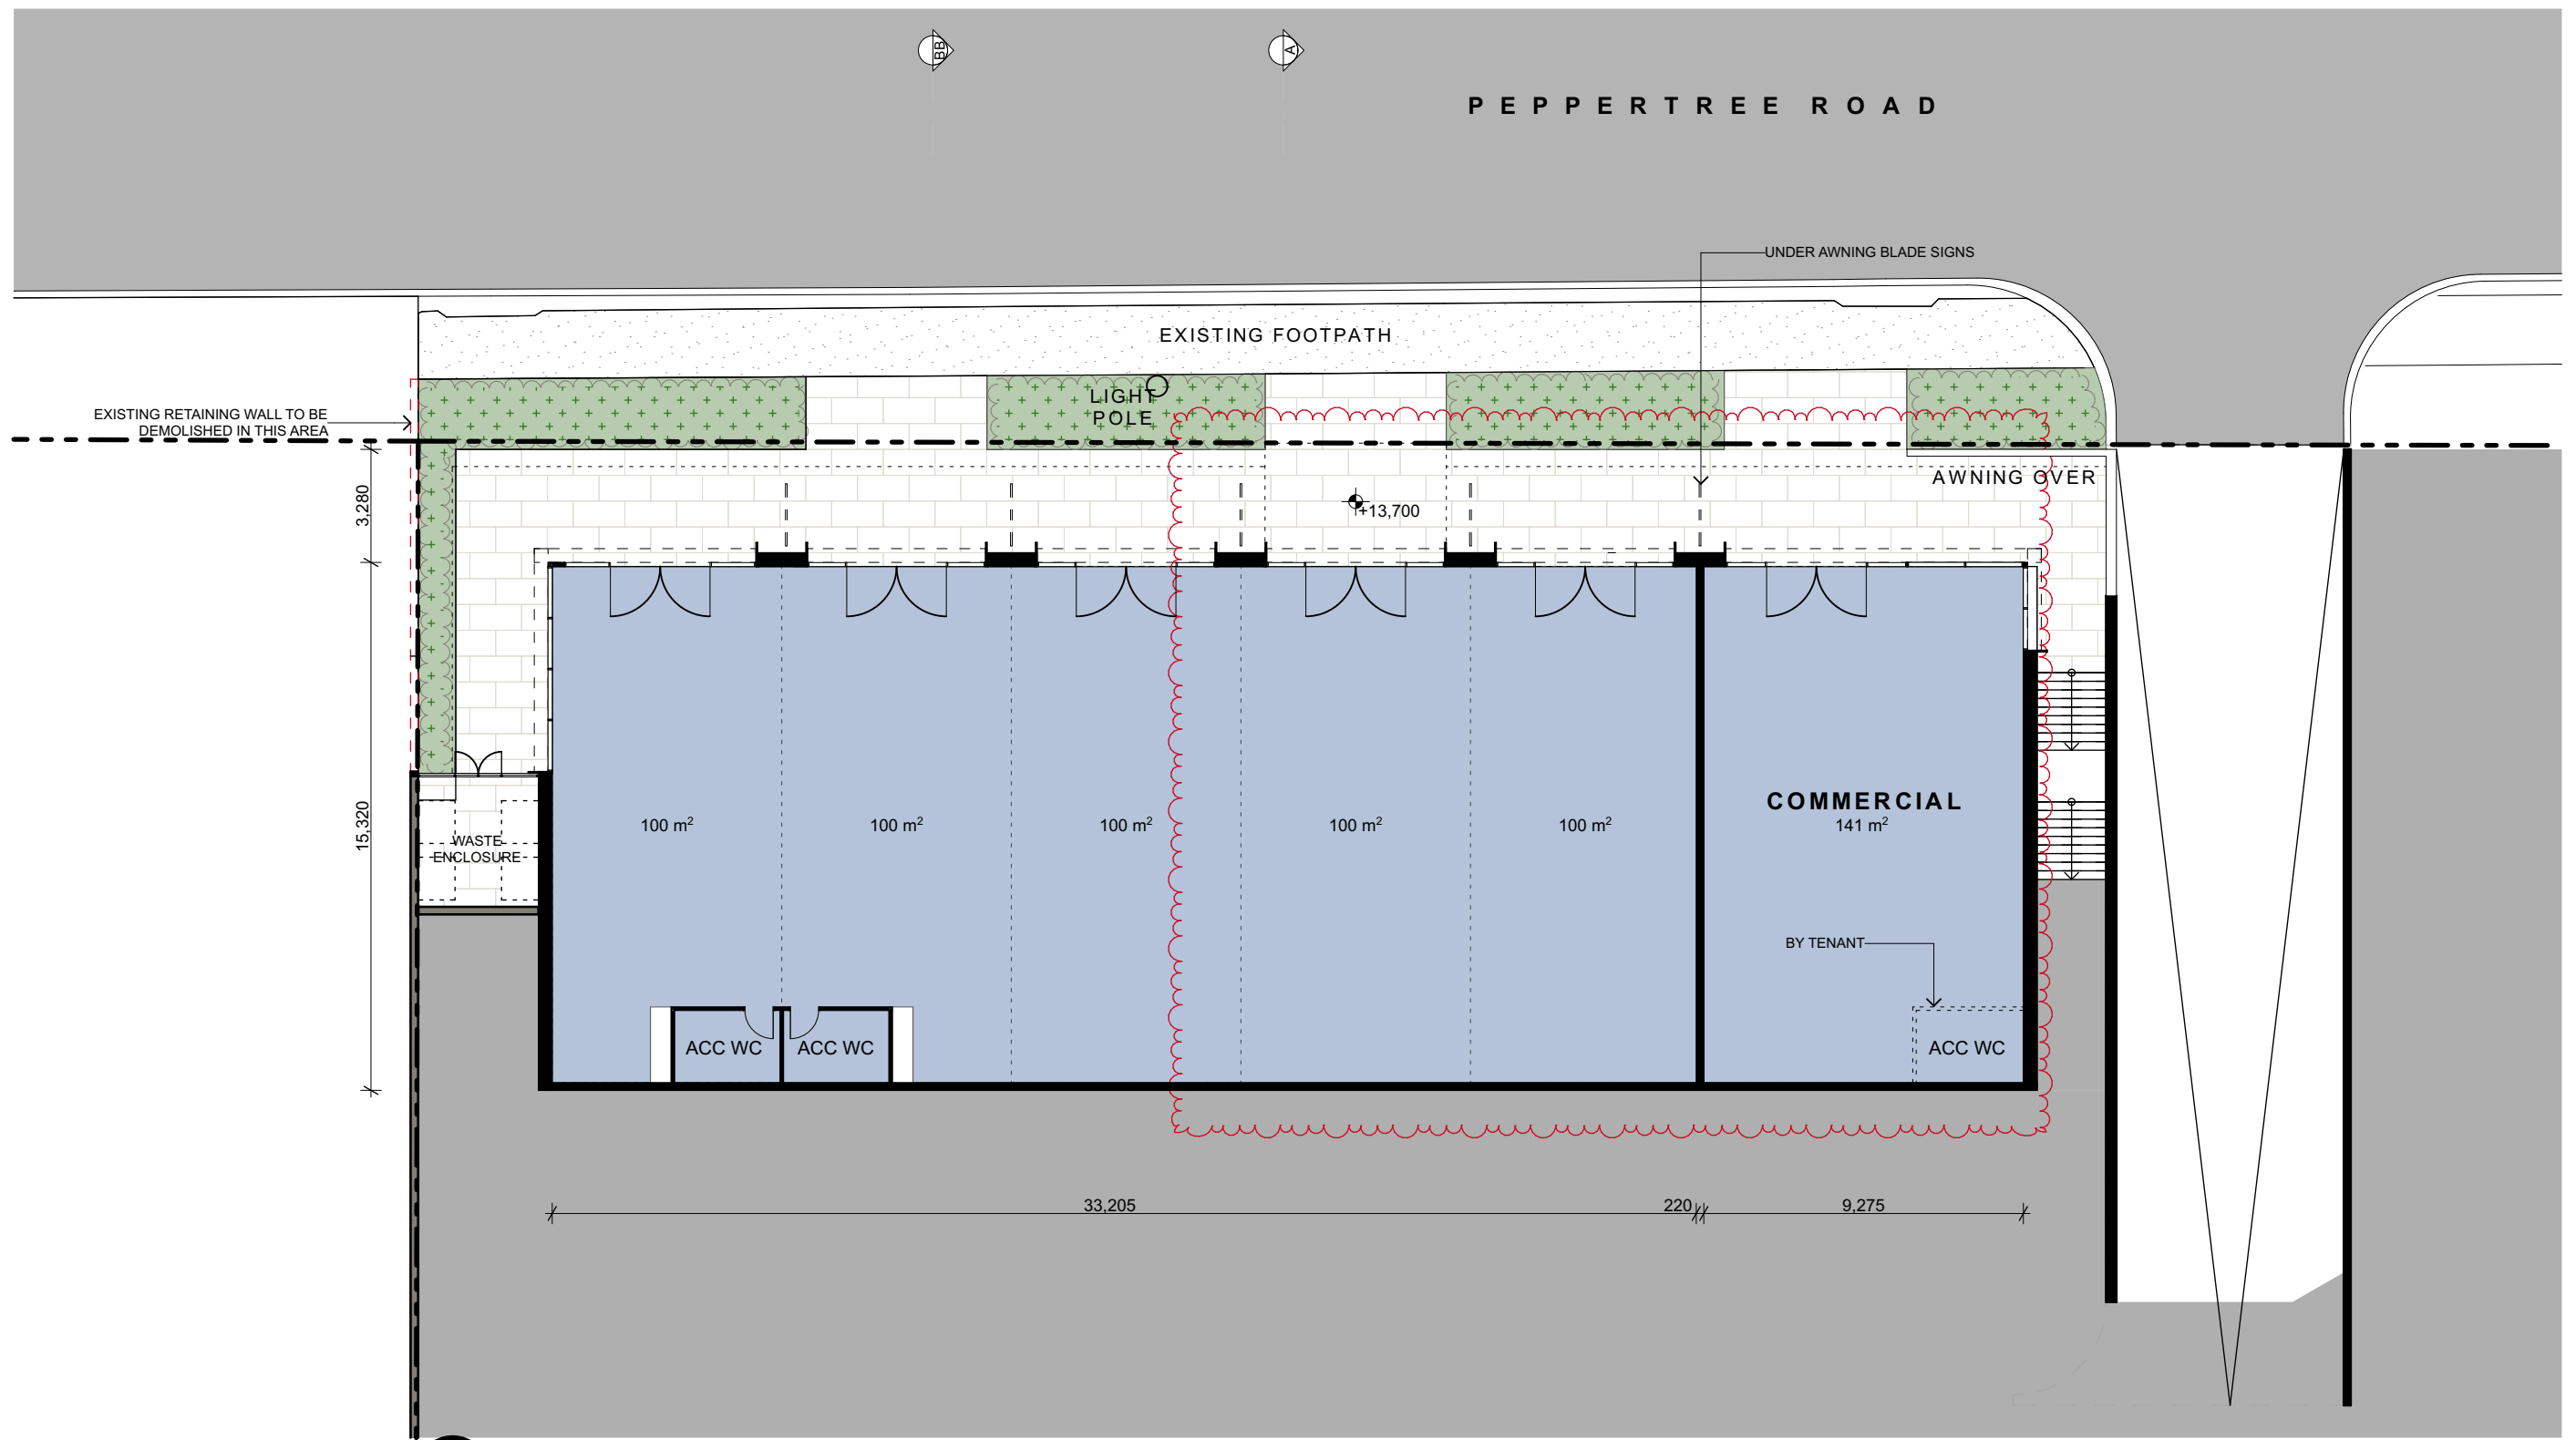 BB
A
PEPPERTREE ROAD
UNDER AWNING BLADE SIGNS
EXISTING FOOTPATH
LIGHT
POLE
EXISTING RETAINING WALL TO BE
DEMOLISHED IN THIS AREA
AWNING OVER
3,280
+13,700
15,320
COMMERCIAL
100 m²
100 m²
100 m²
100 m²
100 m²
141 m²
WASTE
ENCLOSURE
BY TENANT
ACC WC
ACC WC
ACC WC
33,205
220
9,275